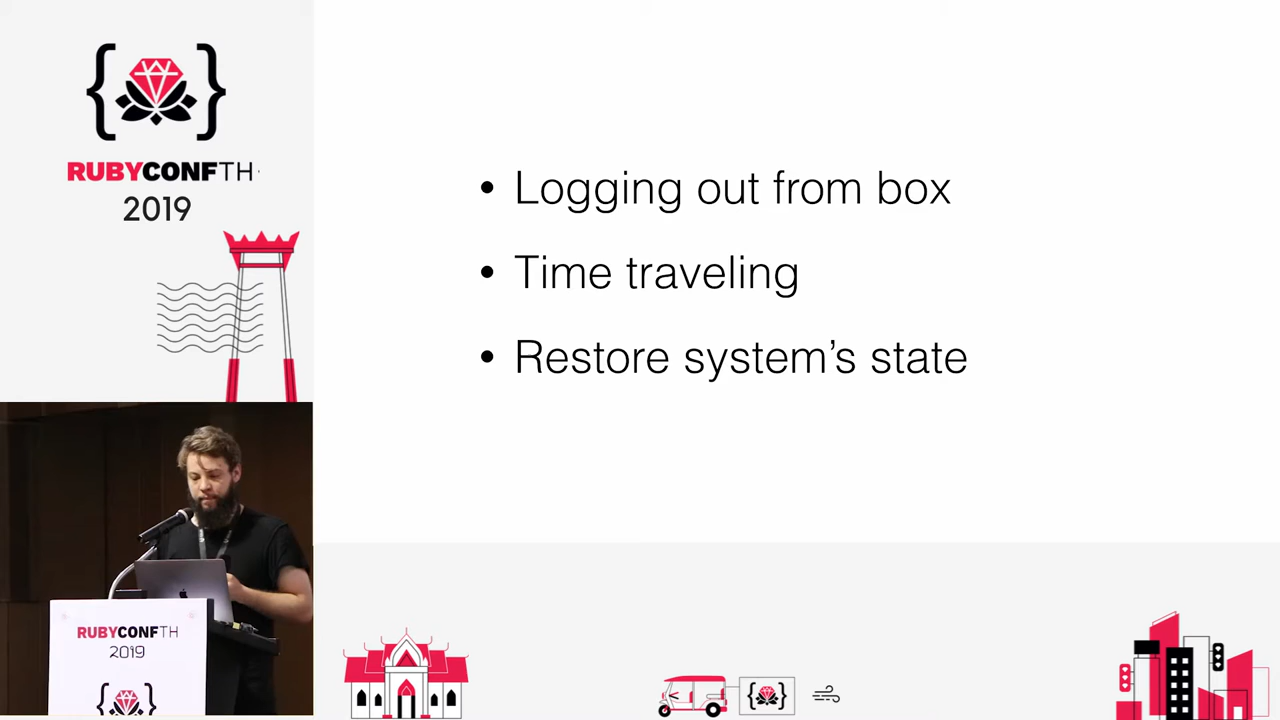 RUBYCONFTH
2019
• Logging out from box
• Time traveling
• Restore system’s state
RUBYCONFTH
2019